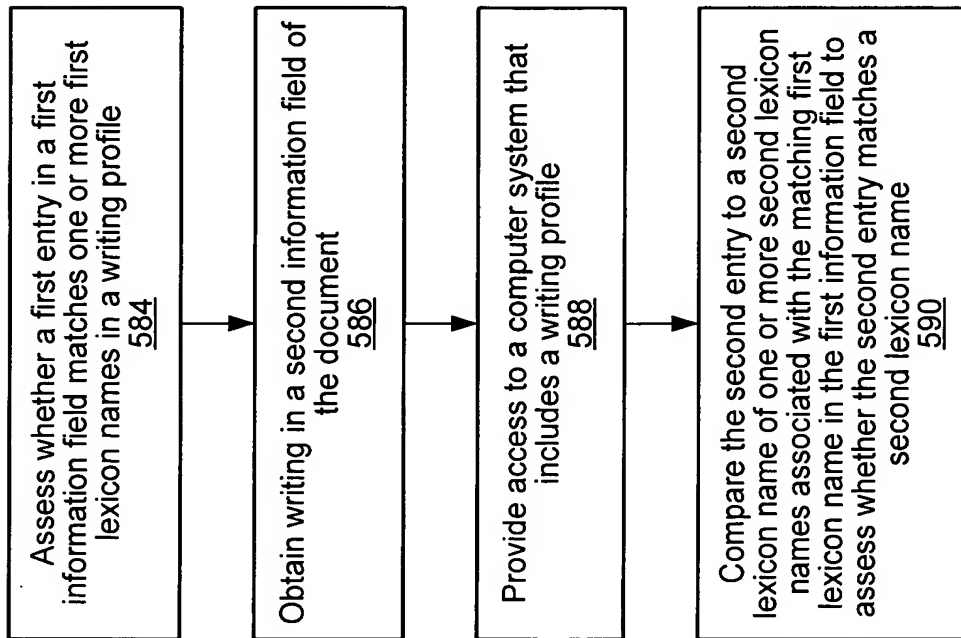 Assess whether a first entry in a first
information field matches one or more first
lexicon names in a writing profile
584
Obtain writing in a second information field of
the document
586
Provide access to a computer system that
includes a writing profile
588
Compare the second entry to a second
lexicon name of one or more second lexicon
names associated with the matching first
lexicon name in the first information field to
assess whether the second entry matches a
second lexicon name
590